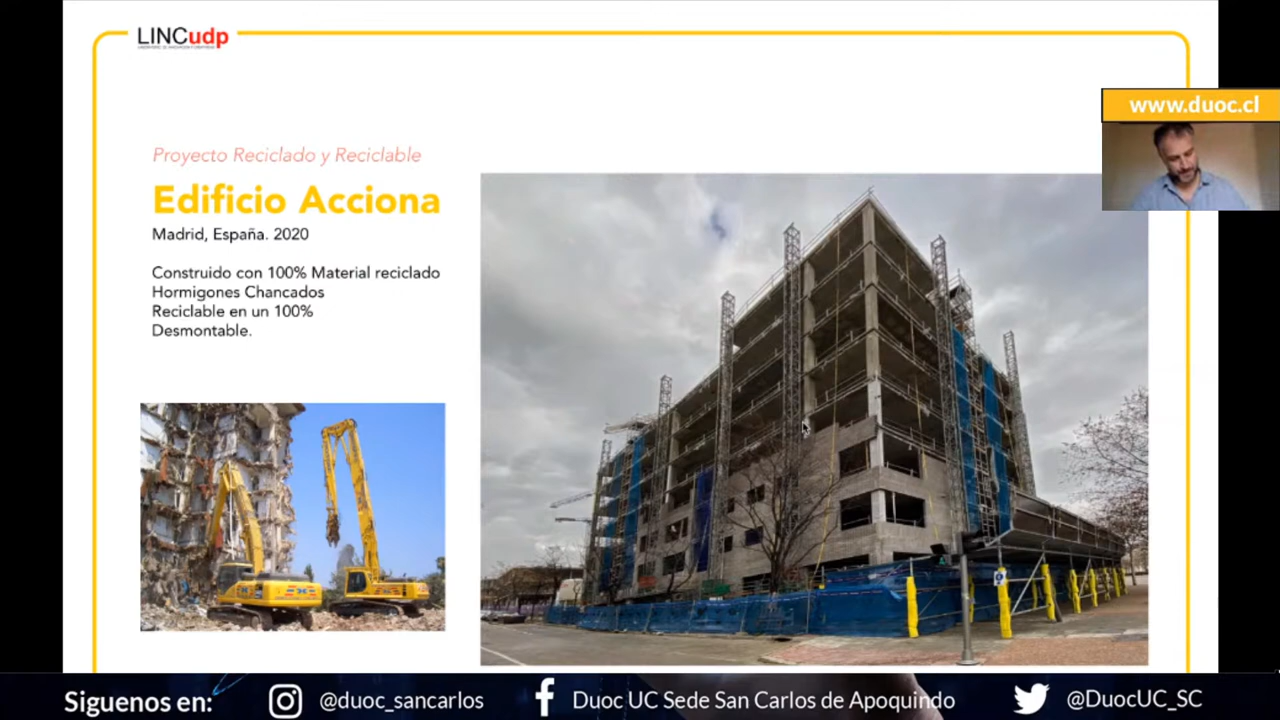 LINCudp
www.duoc.cl
Proyecto Reciclado y Reciclable
Edificio Acciona
Madrid, España. 2020
Construido con 100% Material reciclado
Hormigones Chancados
Reciclable en un 100%
Desmontable.
Siguenos en:
@duoc_sancarlos
Duoc UC Sede San Carlos de Apoquindo
@DuocUC_SC